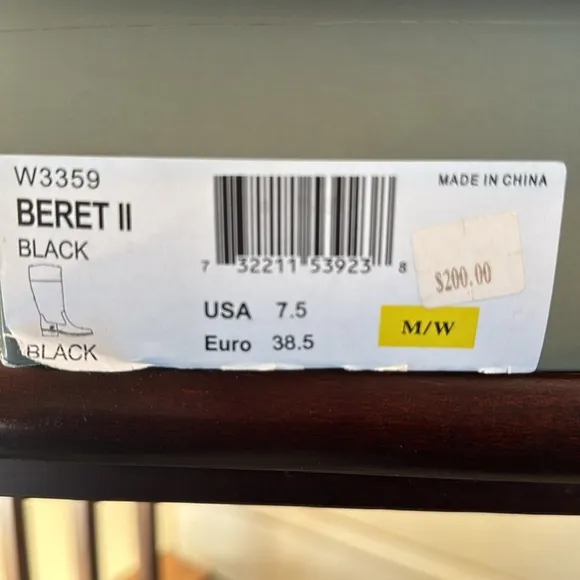 W3359
BERET II
BLACK
BLACK
7 32211 53923 8
USA 7.5
Euro 38.5
MADE IN CHINA
$200.00
M/W